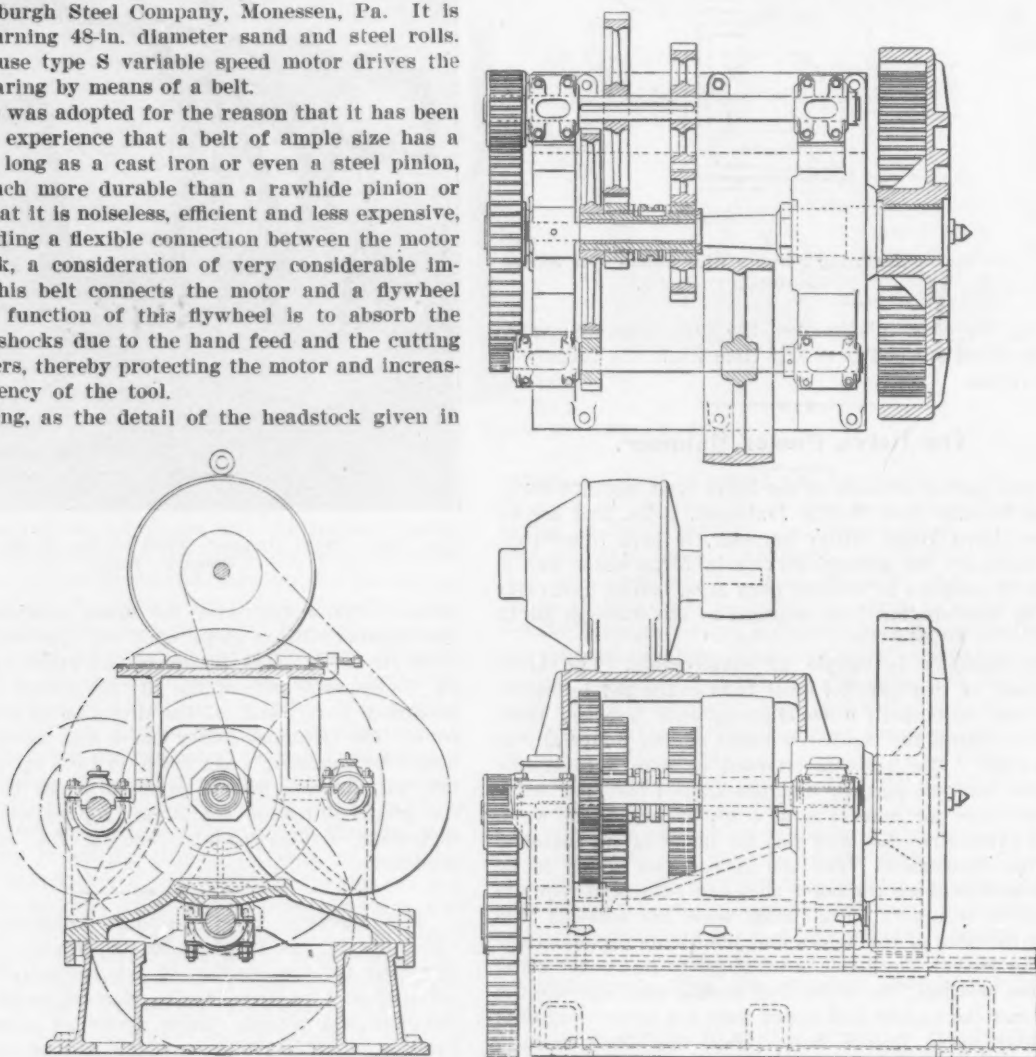 burgh Steel Company, Monessen, Pa. It is
urning 48-in. diameter sand and steel rolls.
use type S variable speed motor drives the
aring by means of a belt.
was adopted for the reason that it has been
experience that a belt of ample size has a
long as a cast iron or even a steel pinion,
uch more durable than a rawhide pinion or
at it is noiseless, efficient and less expensive,
ding a flexible connection between the motor
k, a consideration of very considerable im-
his belt connects the motor and a flywheel
function of this flywheel is to absorb the
shocks due to the hand feed and the cutting
ers, thereby protecting the motor and increas-
ency of the tool.
ng, as the detail of the headstock given in